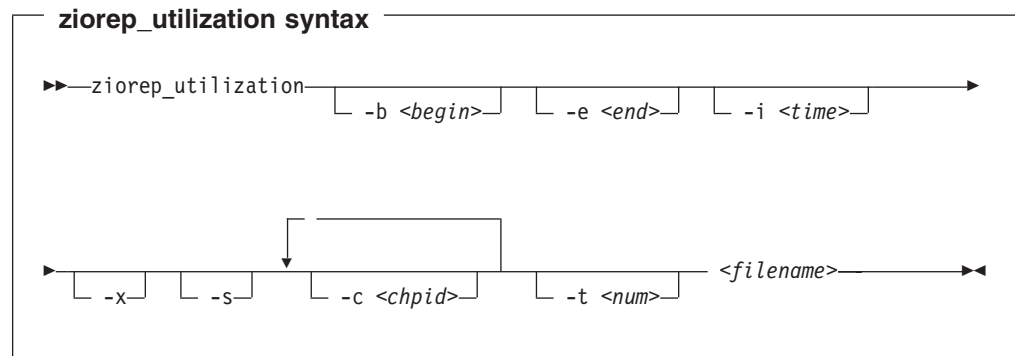 ziorep_utilization syntax
ziorep_utilization
-b <begin> -e <end> -i <time>
<filename>
-x -s -c <chpid> -t <num>